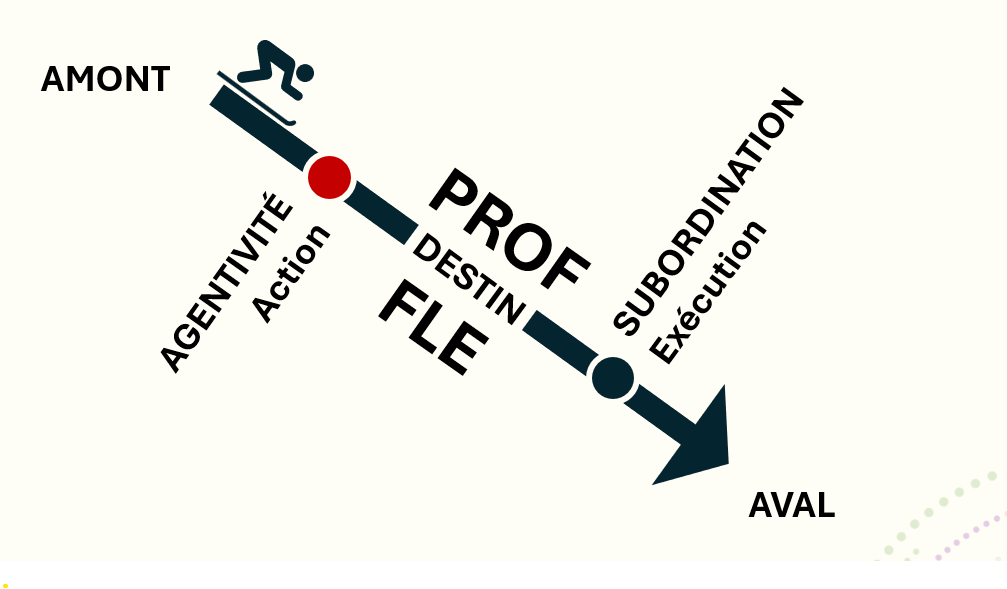 AMONT
AGENTIVITÉ
Action
PROF
DESTIN
FLE
SUBORDINATION
Exécution
AVAL